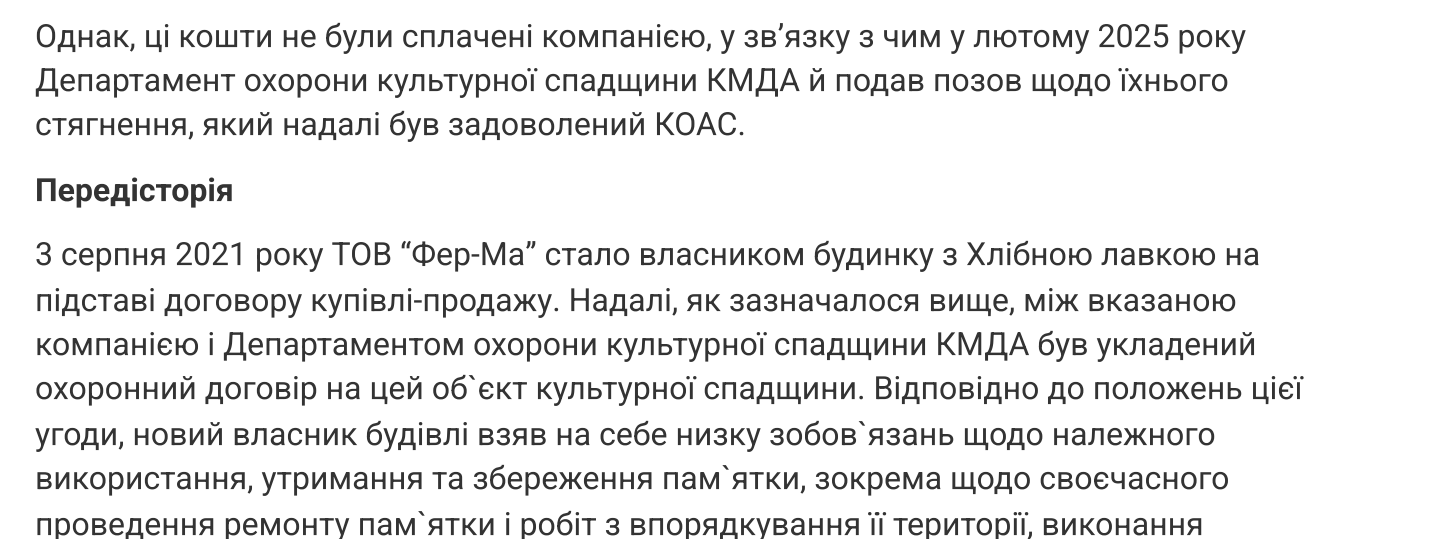 Однак, ці кошти не були сплачені компанією, у зв’язку з чим у лютому 2025 року
Департамент охорони культурної спадщини КМДА й подав позов щодо їхнього
стягнення, який надалі був задоволений КОАС.
Передісторія
3 серпня 2021 року ТОВ “Фер-Ма” стало власником будинку з Хлібною лавкою на
підставі договору купівлі-продажу. Надалі, як зазначалося вище, між вказаною
компанією і Департаментом охорони культурної спадщини КМДА був укладений
охоронний договір на цей об`єкт культурної спадщини. Відповідно до положень цієї
угоди, новий власник будівлі взяв на себе низку зобов`язань щодо належного
використання, утримання та збереження пам`ятки, зокрема щодо своєчасного
проведення ремонту пам`ятки і робіт з впорядкування її території, виконання